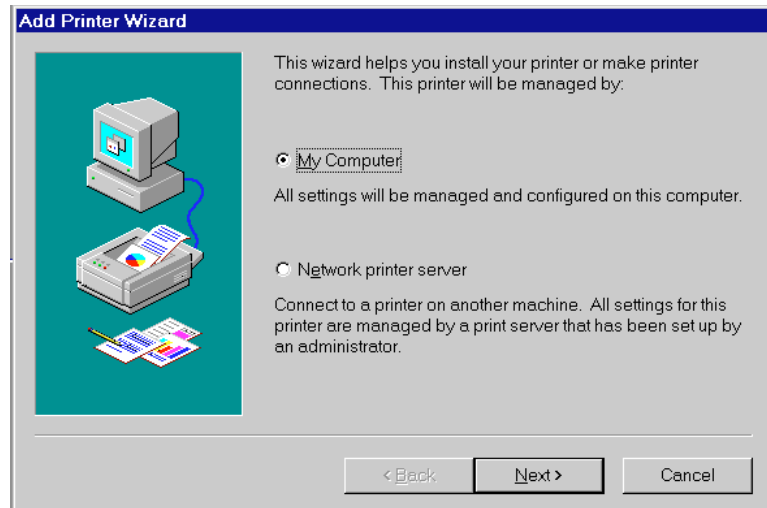 Add Printer Wizard
This wizard helps you install your printer or make printer
connections. This printer will be managed by:
My Computer
All settings will be managed and configured on this computer.
Network printer server
Connect to a printer on another machine. All settings for this
printer are managed by a print server that has been set up by
an administrator.
< Back Next > Cancel